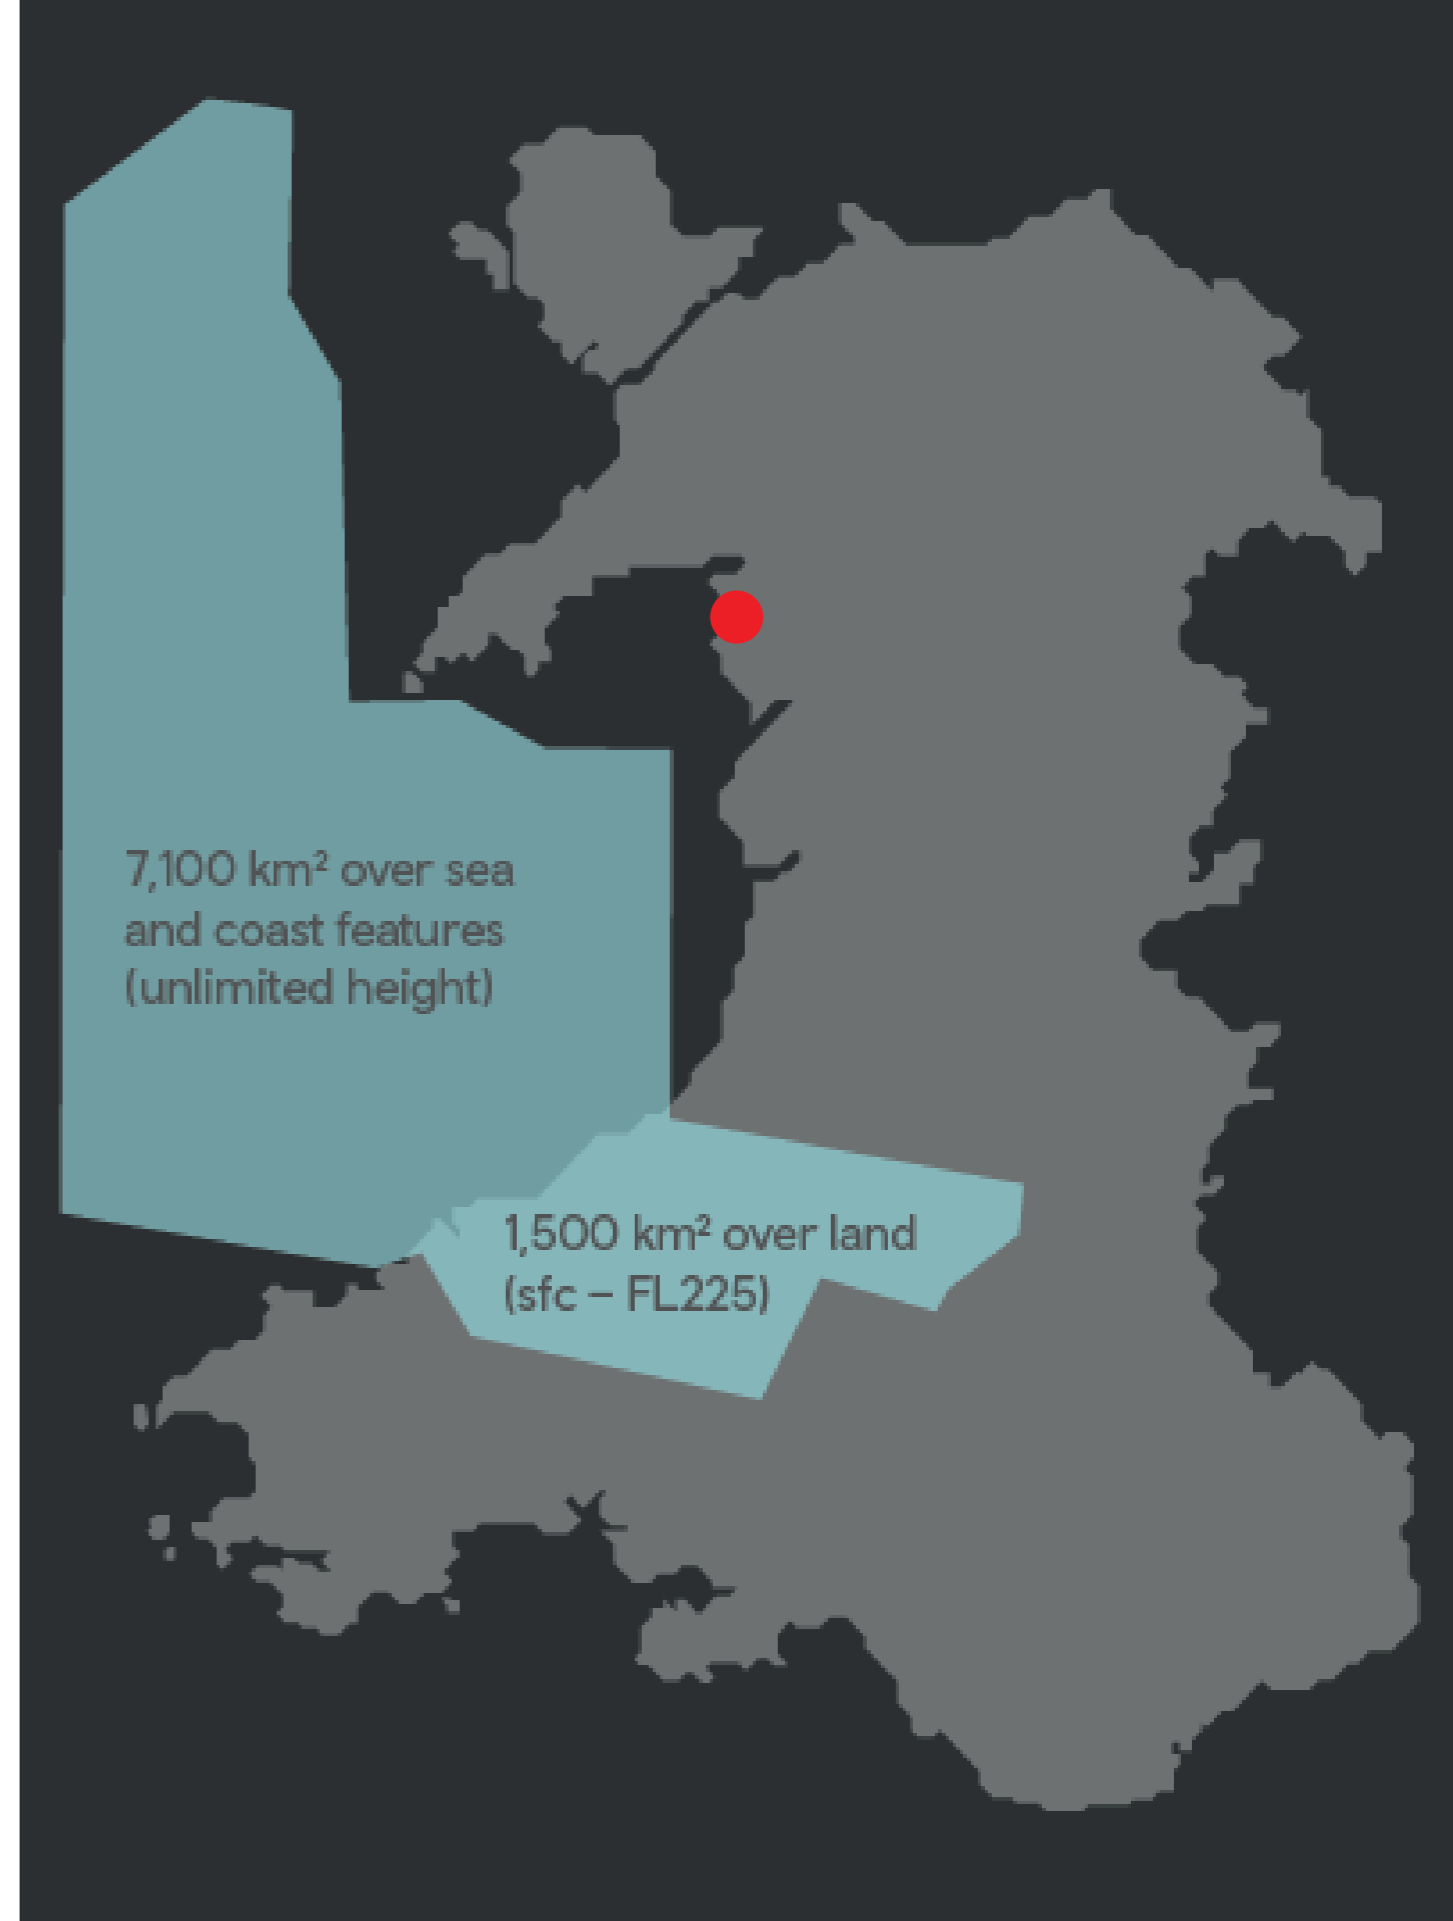 7,100 km² over sea
and coast features
(unlimited height)
1,500 km² over land
(sfc – FL225)